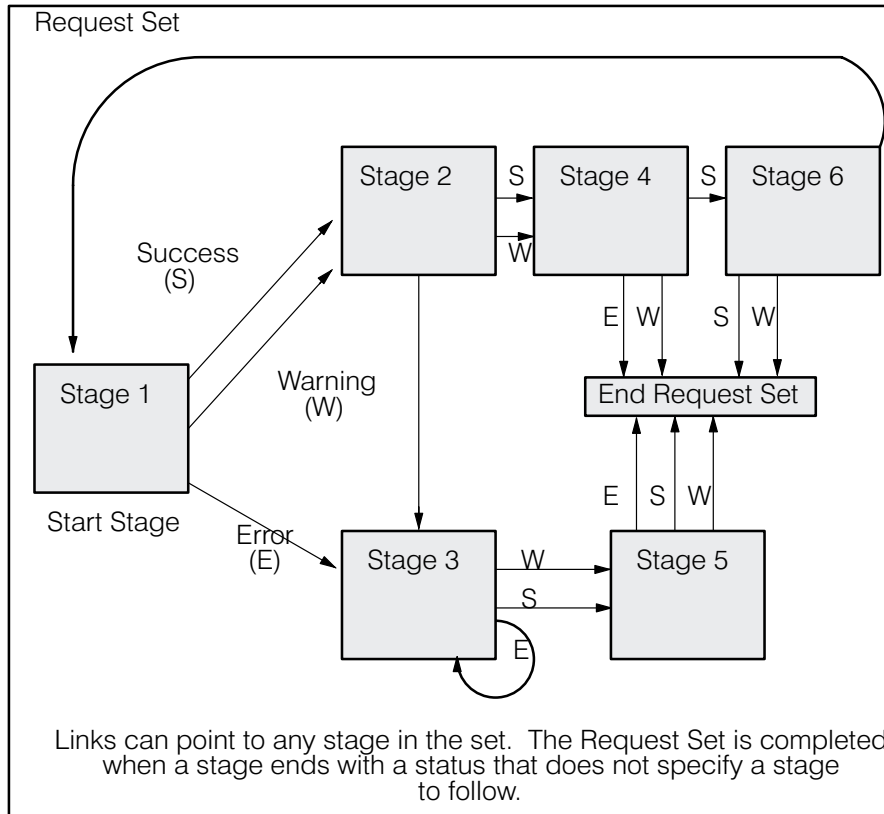 Request Set
Stage 2
S
Stage 4
S
Stage 6
W
Success
(S)
E
W
S
W
Stage 1
Warning
(W)
End Request Set
E
S
W
Start Stage
Error
(E)
Stage 3
W
Stage 5
S
E
Links can point to any stage in the set. The Request Set is completed
when a stage ends with a status that does not specify a stage
to follow.